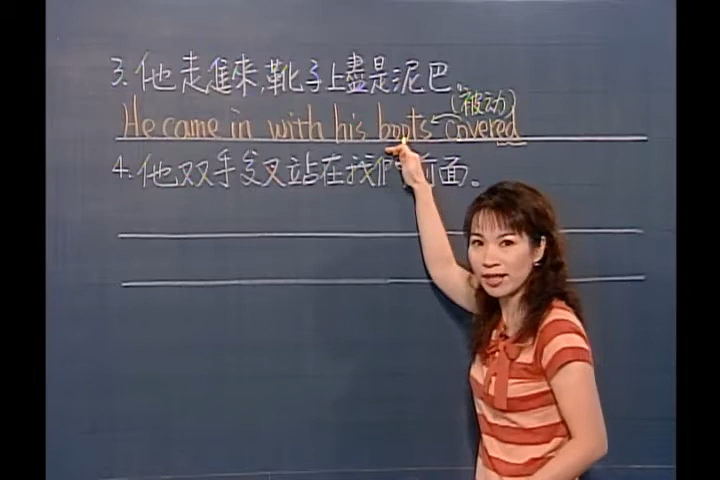 3. 他走進來,靴子上盡是泥巴。
(被动)
He came in with his boots covered
4. 他双手交叉站在我們前面。